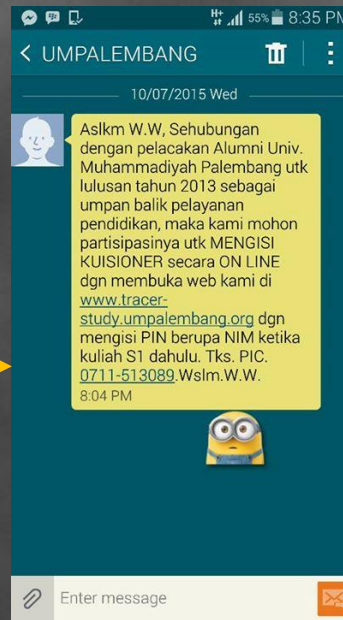 55% 8:35 PM
UMPALEMBANG
10/07/2015 Wed
Aslkm W.W, Sehubungan
dengan pelacakan Alumni Univ.
Muhammadiyah Palembang utk
lulusan tahun 2013 sebagai
umpan balik pelayanan
pendidikan, maka kami mohon
partisipasinya utk MENGISI
KUISIONER secara ON LINE
dgn membuka web kami di
www.tracer-
study.umpalembang.org dgn
mengisi PIN berupa NIM ketika
kuliah S1 dahulu. Tks. PIC.
0711-513089.Wslm.W.W.
8:04 PM
Enter message